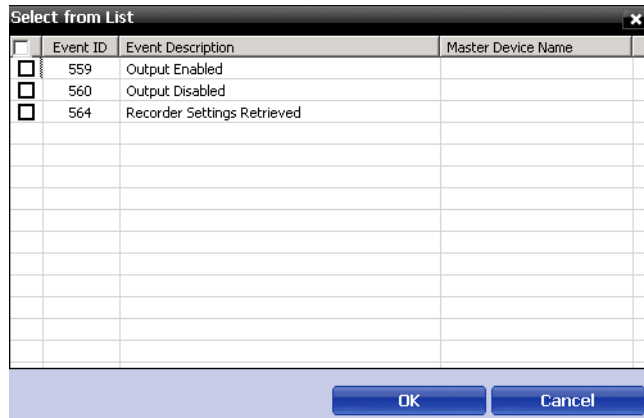 Select from List
Event ID Event Description Master Device Name
559 Output Enabled
560 Output Disabled
564 Recorder Settings Retrieved
OK Cancel